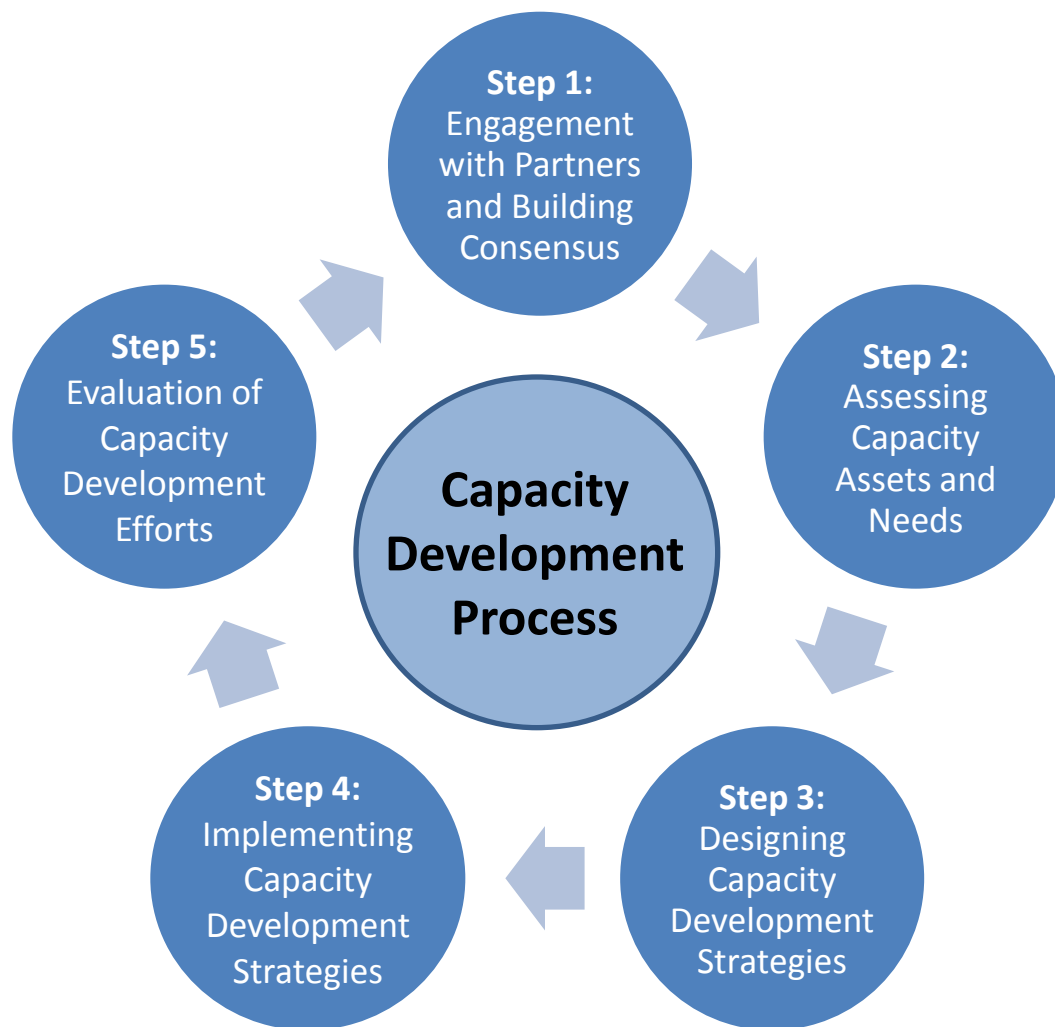 Step 1:
Engagement
with Partners
and Building
Consensus
Step 2:
Assessing
Capacity
Assets and
Needs
Step 3:
Designing
Capacity
Development
Strategies
Step 4:
Implementing
Capacity
Development
Strategies
Step 5:
Evaluation of
Capacity
Development
Efforts
Capacity
Development
Process